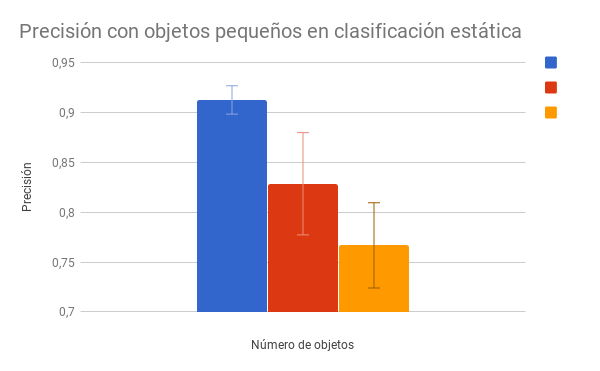 Precisión con objetos pequeños en clasificación estática
0,95
0,9
0,85
0,8
0,75
0,7
Precisión
Número de objetos